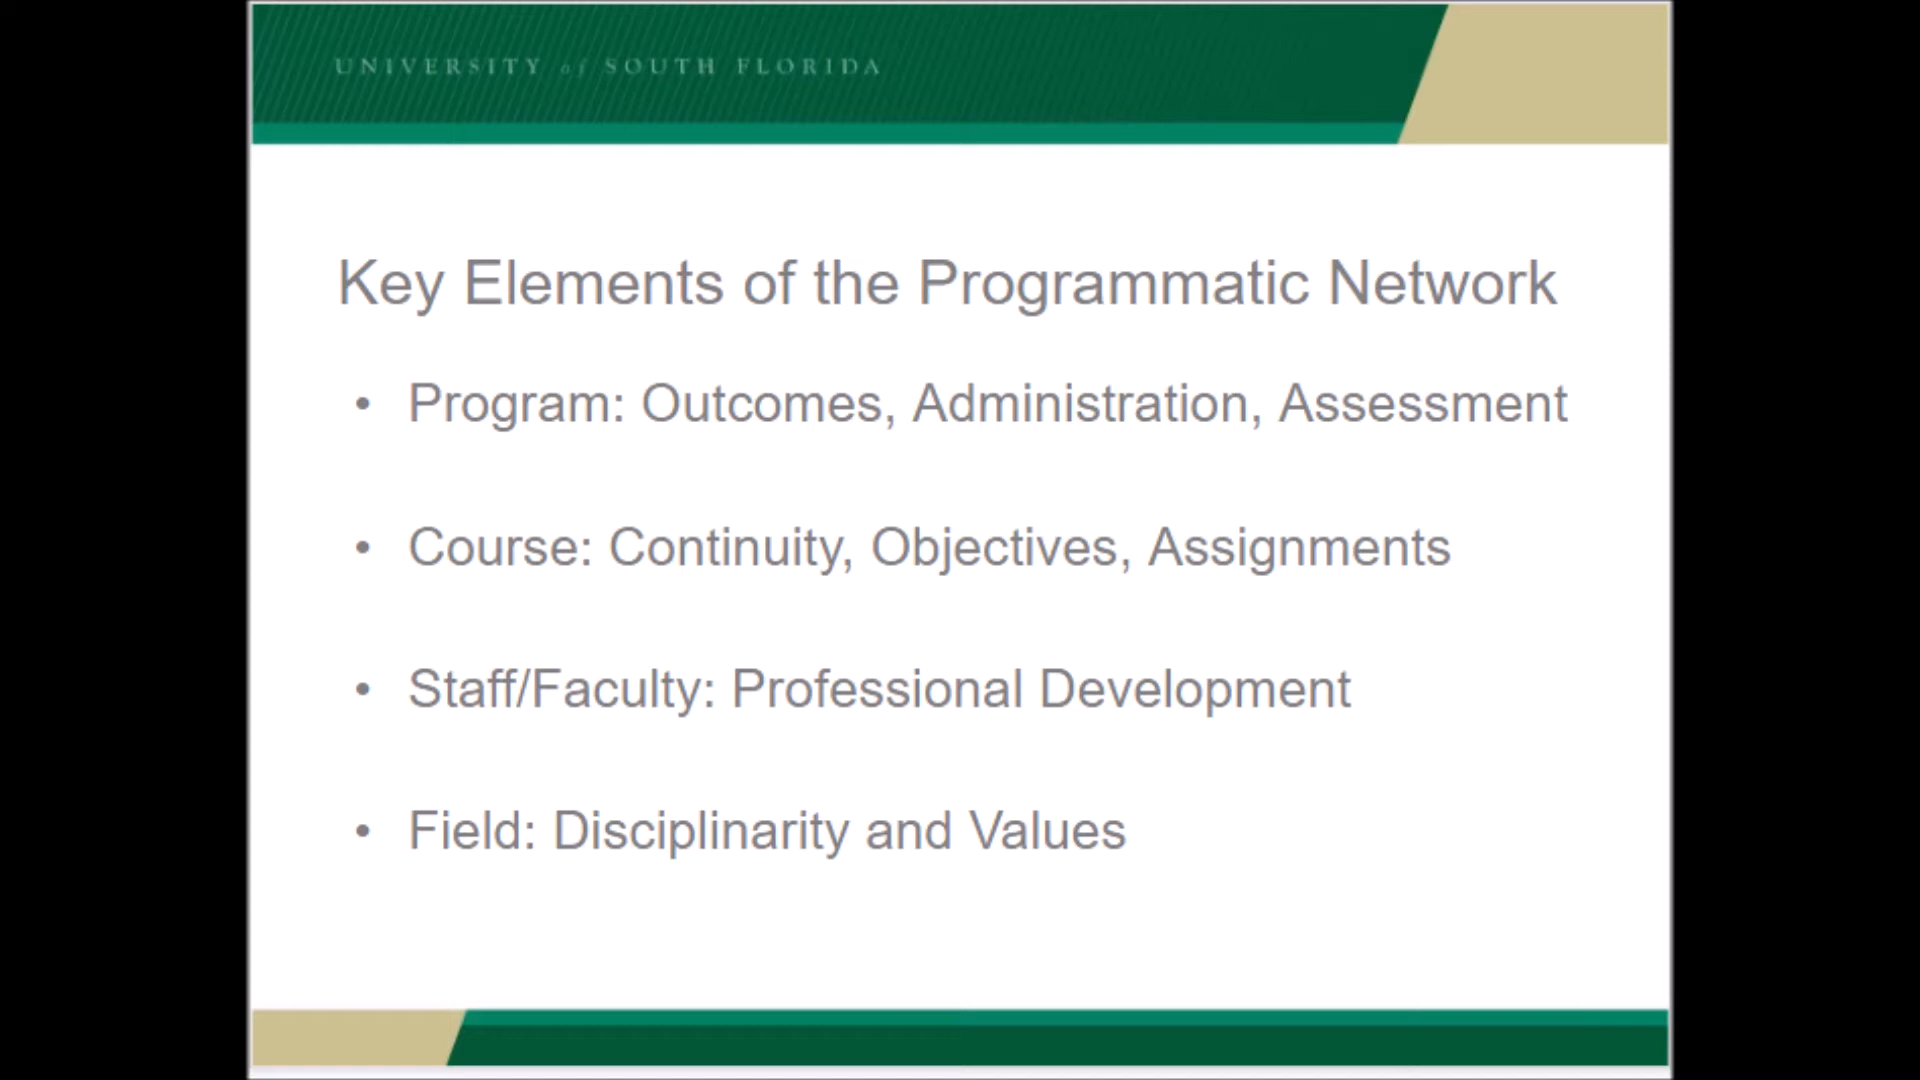 UNIVERSITY of SOUTH FLORIDA
Key Elements of the Programmatic Network
• Program: Outcomes, Administration, Assessment
• Course: Continuity, Objectives, Assignments
• Staff/Faculty: Professional Development
• Field: Disciplinarity and Values